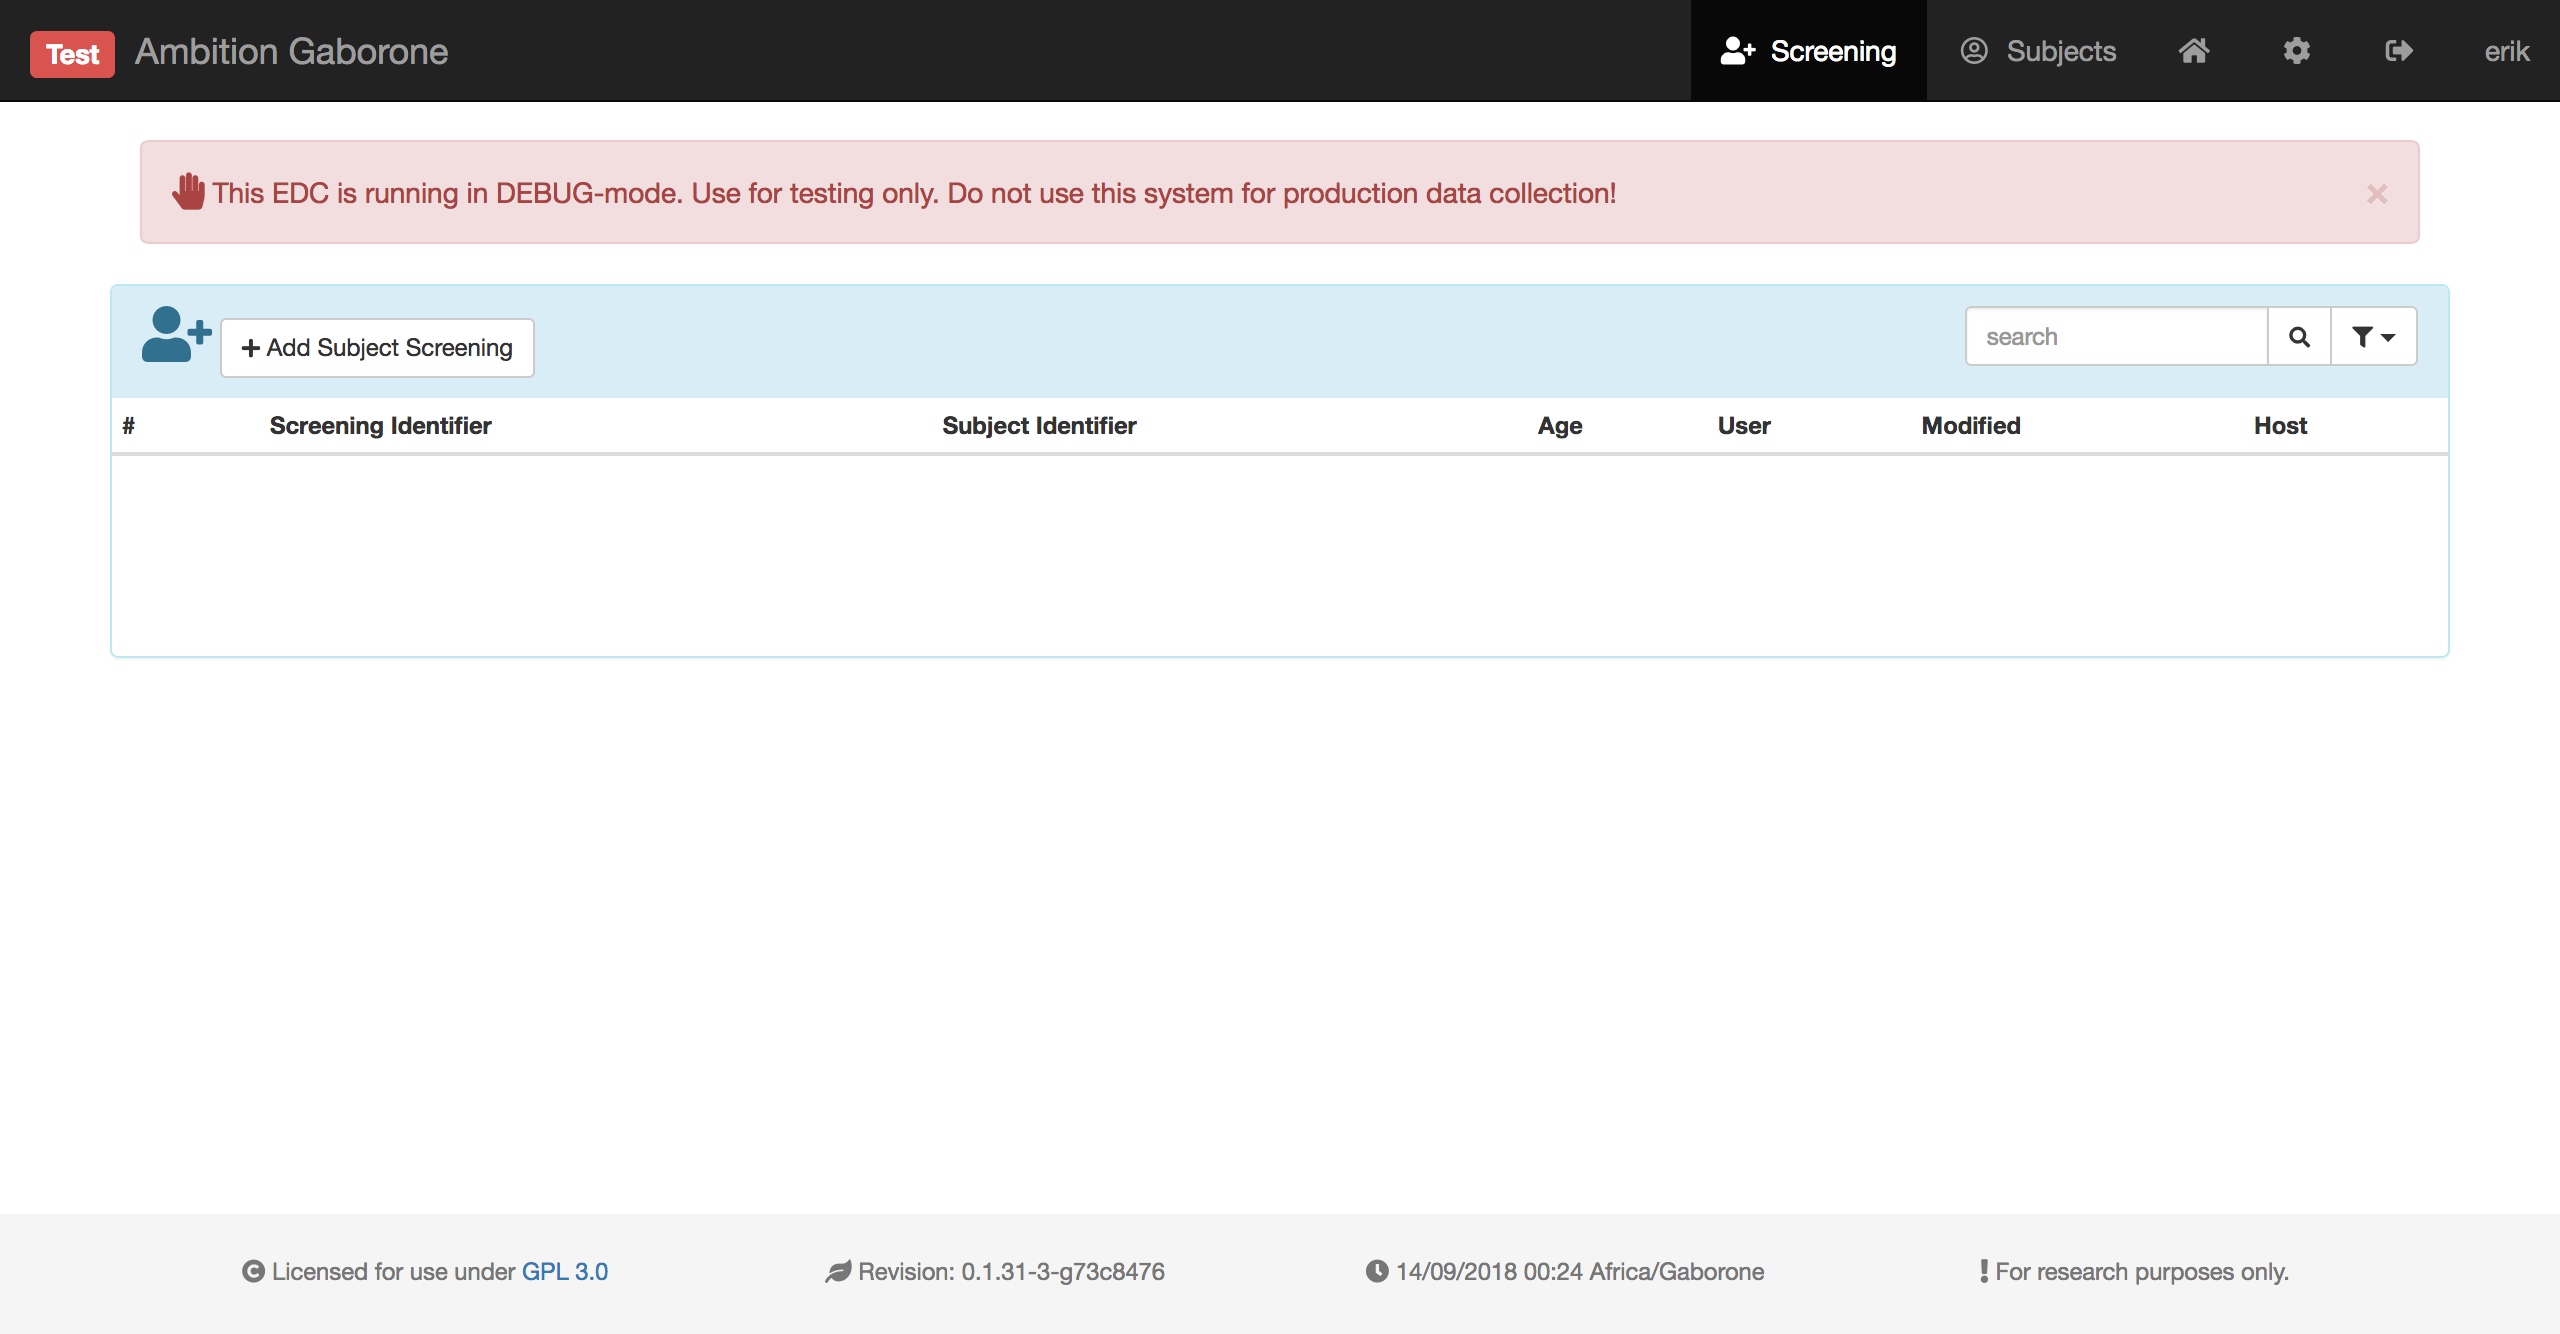 Test Ambition Gaborone Screening Subjects erik
This EDC is running in DEBUG-mode. Use for testing only. Do not use this system for production data collection! ×
+ Add Subject Screening search
# Screening Identifier Subject Identifier Age User Modified Host
Licensed for use under GPL 3.0 Revision: 0.1.31-3-g73c8476 14/09/2018 00:24 Africa/Gaborone For research purposes only.